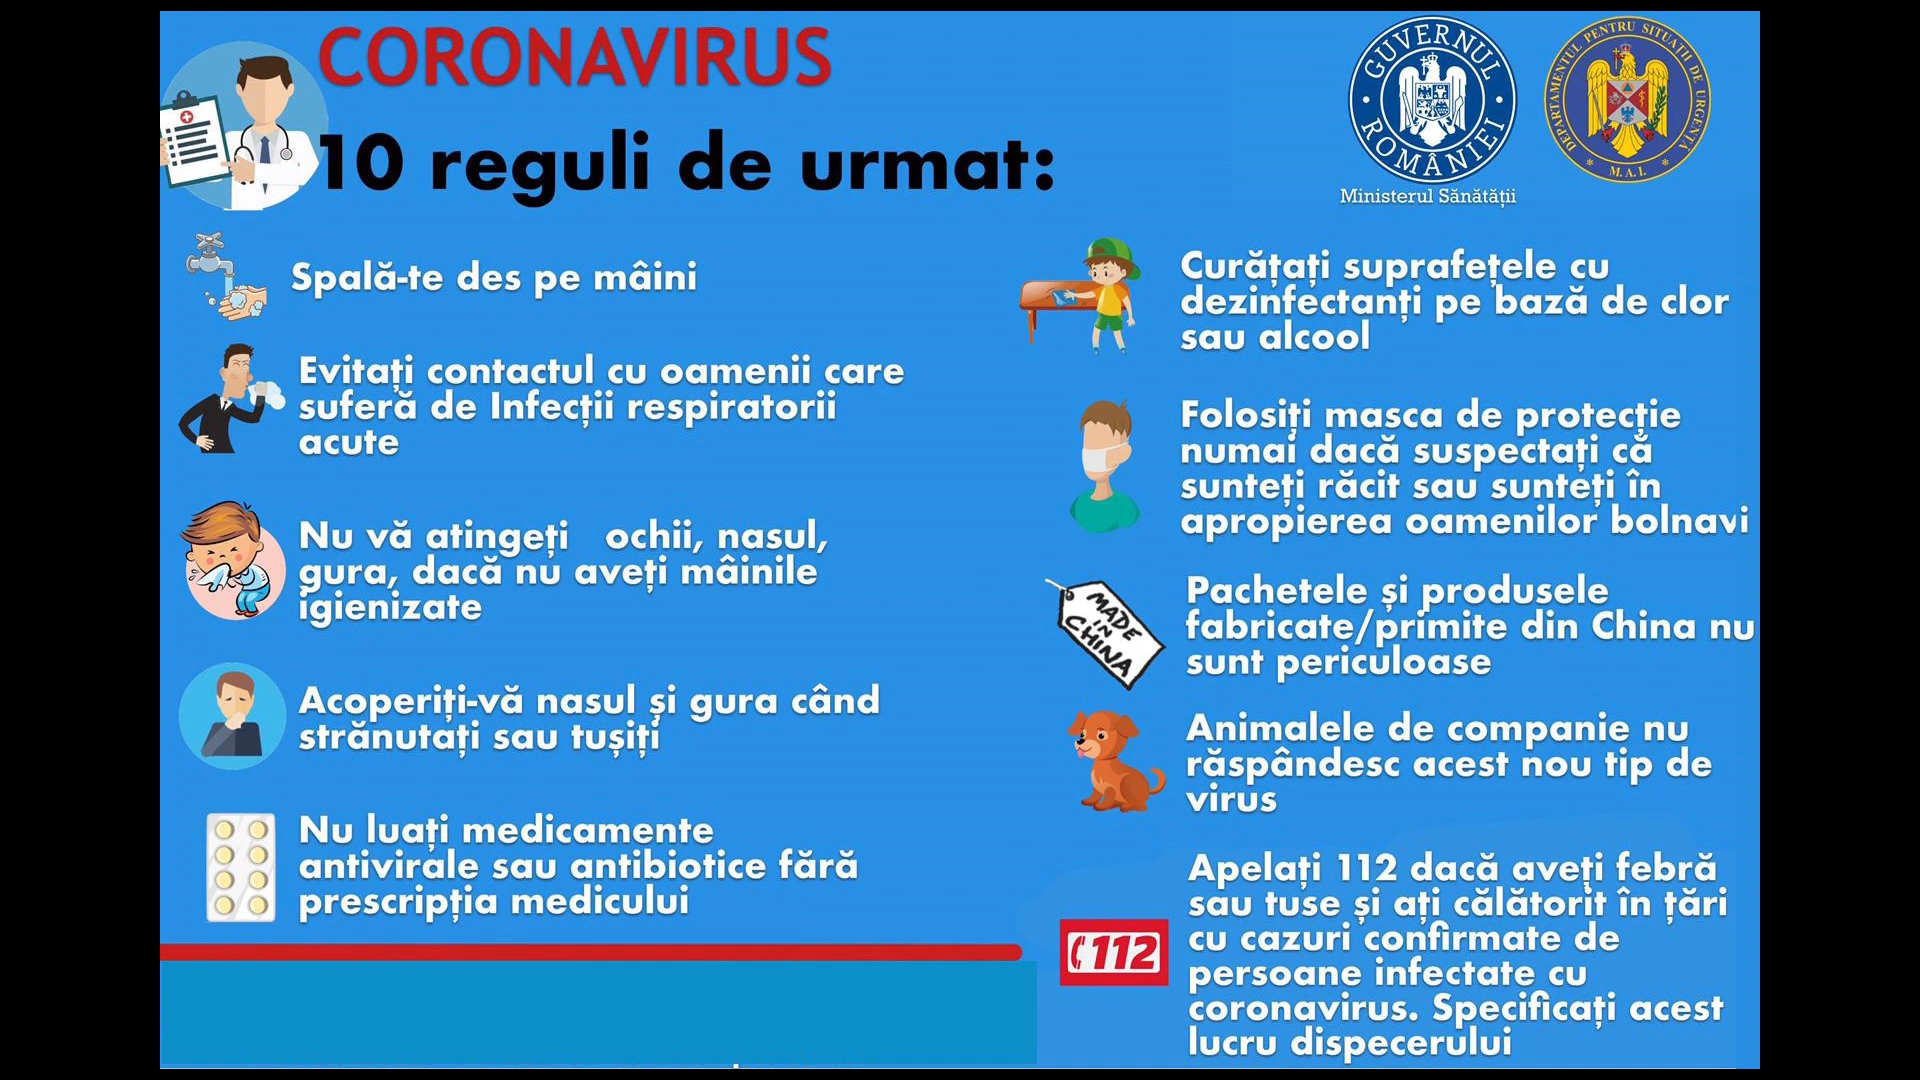 CORONAVIRUS
10 reguli de urmat:
GUVERNUL ROMÂNIEI
Ministerul Sănătății
DEPARTAMENTUL PENTRU SITUAȚII DE URGENȚĂ
M.A.I.
Spală-te des pe mâini
Evitați contactul cu oamenii care
suferă de Infecții respiratorii
acute
Nu vă atingeți ochii, nasul,
gura, dacă nu aveți mâinile
igienizate
Acoperiți-vă nasul și gura când
strănutați sau tușiți
Nu luați medicamente
antivirale sau antibiotice fără
prescripția medicului
Curățați suprafețele cu
dezinfectanți pe bază de clor
sau alcool
Folosiți masca de protecție
numai dacă suspectați că
sunteți răcit sau sunteți în
apropierea oamenilor bolnavi
MADE
IN
CHINA
Pachetele și produsele
fabricate/primite din China nu
sunt periculoase
Animalele de companie nu
răspândesc acest nou tip de
virus
112
Apelați 112 dacă aveți febră
sau tuse și ați călătorit în țări
cu cazuri confirmate de
persoane infectate cu
coronavirus. Specificați acest
lucru dispecerului